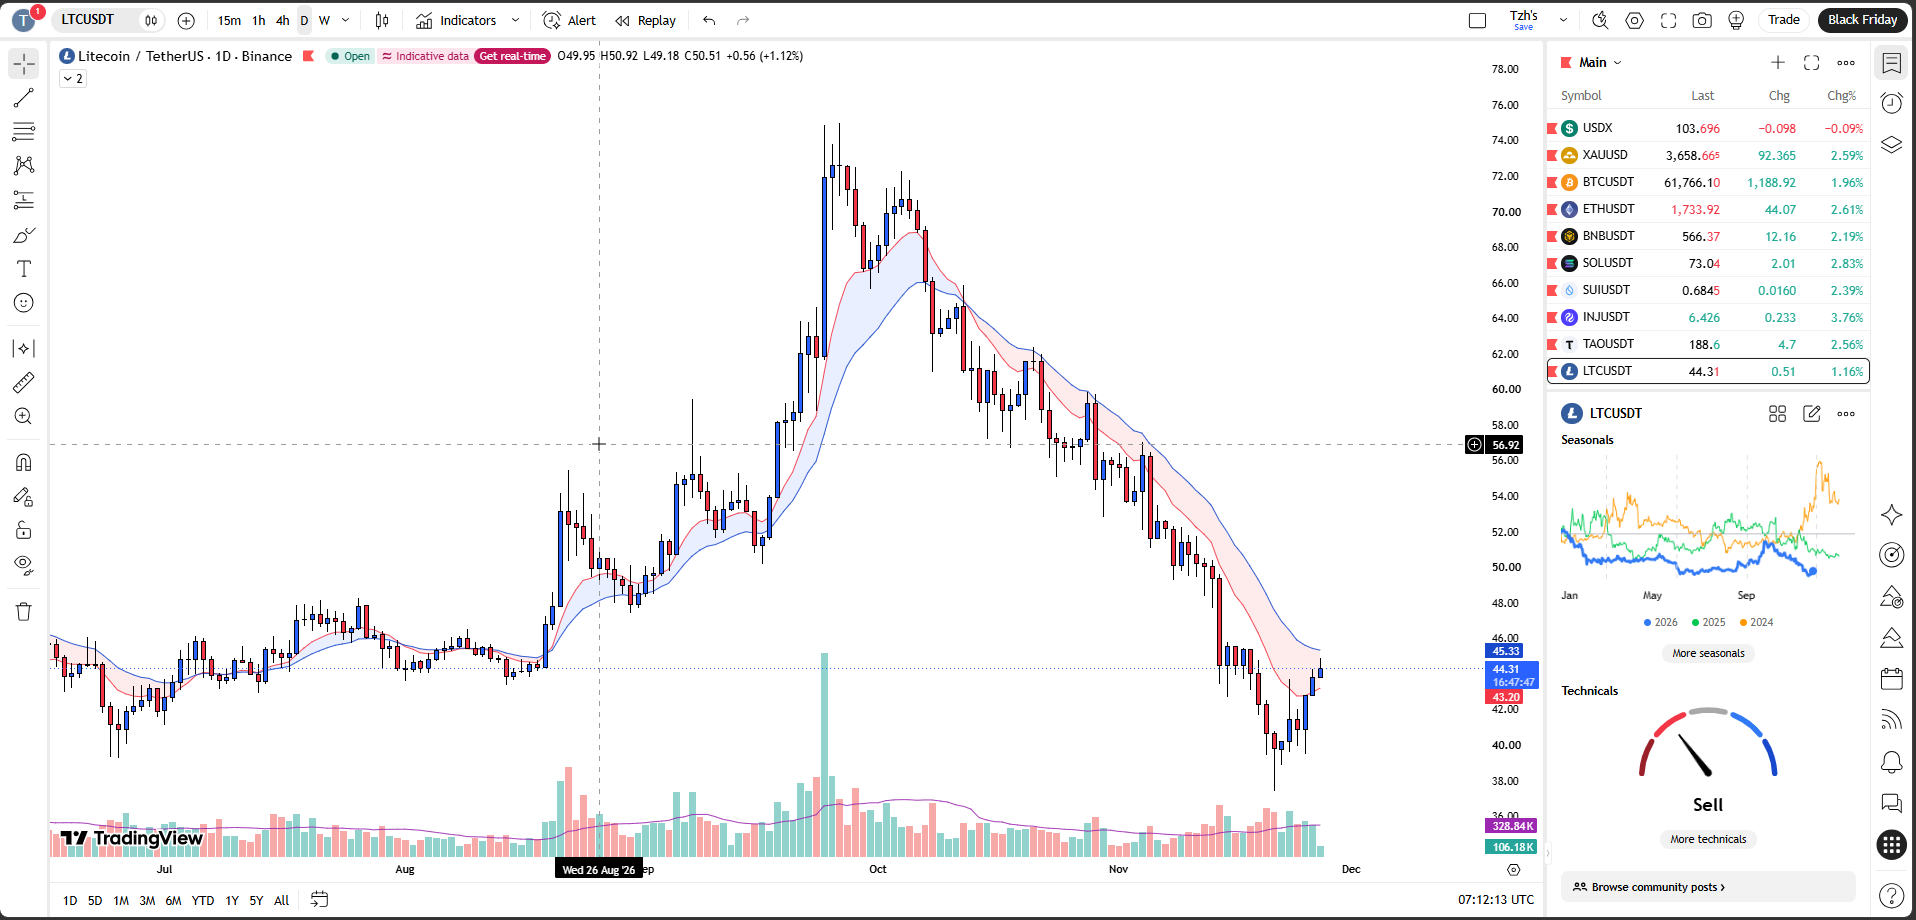 T 1 LTCUSDT 15m 1h 4h D W Indicators Alert Replay Tzh's Save Trade Black Friday
Litecoin / TetherUS · 1D · Binance Open Indicative data Get real-time O49.95 H50.92 L49.18 C50.51 +0.56 (+1.12%)
2
78.00
76.00
74.00
72.00
70.00
68.00
66.00
64.00
62.00
60.00
58.00
56.92
56.00
54.00
52.00
50.00
48.00
46.00
45.33
44.31
16:47:47
43.20
42.00
40.00
38.00
36.00
328.84K
106.18K
TradingView
Jul Aug Wed 26 Aug '26 ep Oct Nov Dec
1D 5D 1M 3M 6M YTD 1Y 5Y All 07:12:13 UTC
Main
Symbol Last Chg Chg%
USDX 103.696 −0.098 −0.09%
XAUUSD 3,658.665 92.365 2.59%
BTCUSDT 61,766.10 1,188.92 1.96%
ETHUSDT 1,733.92 44.07 2.61%
BNBUSDT 566.37 12.16 2.19%
SOLUSDT 73.04 2.01 2.83%
SUIUSDT 0.6845 0.0160 2.39%
INJUSDT 6.426 0.233 3.76%
TAOUSDT 188.6 4.7 2.56%
LTCUSDT 44.31 0.51 1.16%
LTCUSDT
Seasonals
Jan May Sep
2026 2025 2024
More seasonals
Technicals
Sell
More technicals
Browse community posts ›